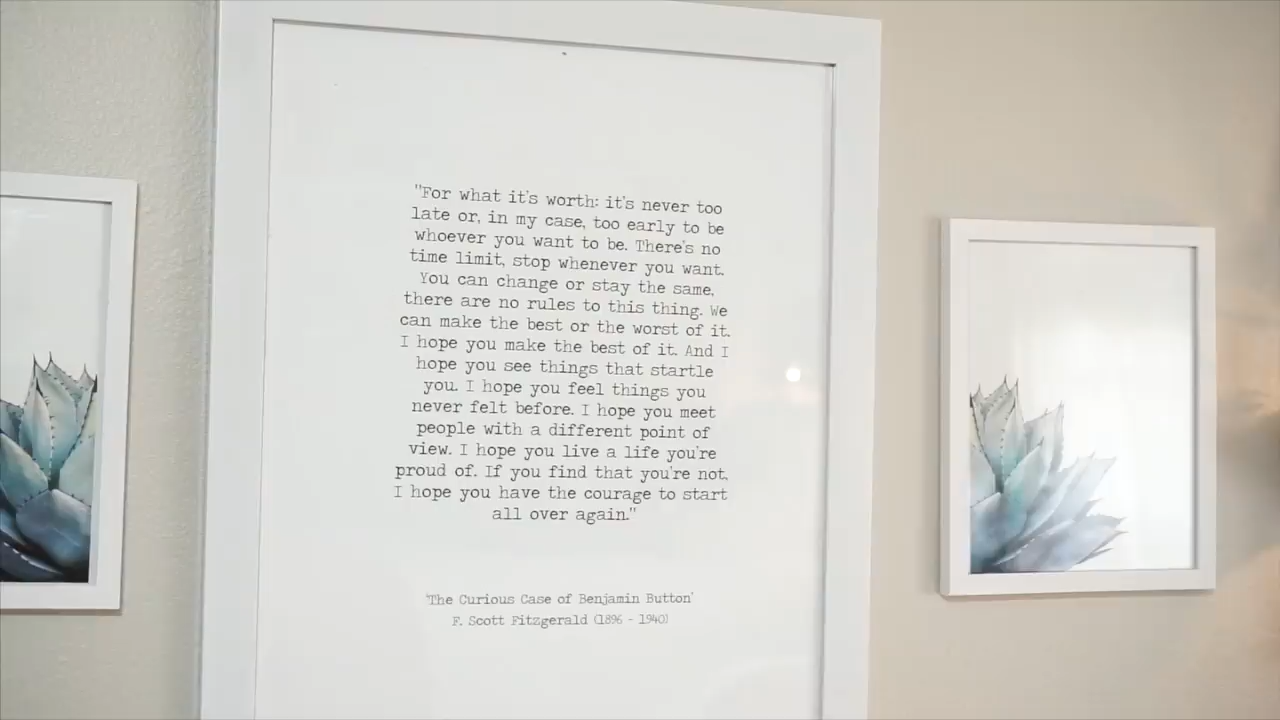 "For what it's worth: it's never too
late or, in my case, too early to be
whoever you want to be. There's no
time limit, stop whenever you want.
You can change or stay the same,
there are no rules to this thing. We
can make the best or the worst of it.
I hope you make the best of it. And I
hope you see things that startle
you. I hope you feel things you
never felt before. I hope you meet
people with a different point of
view. I hope you live a life you're
proud of. If you find that you're not,
I hope you have the courage to start
all over again."
'The Curious Case of Benjamin Button'
F. Scott Fitzgerald (1896 - 1940)